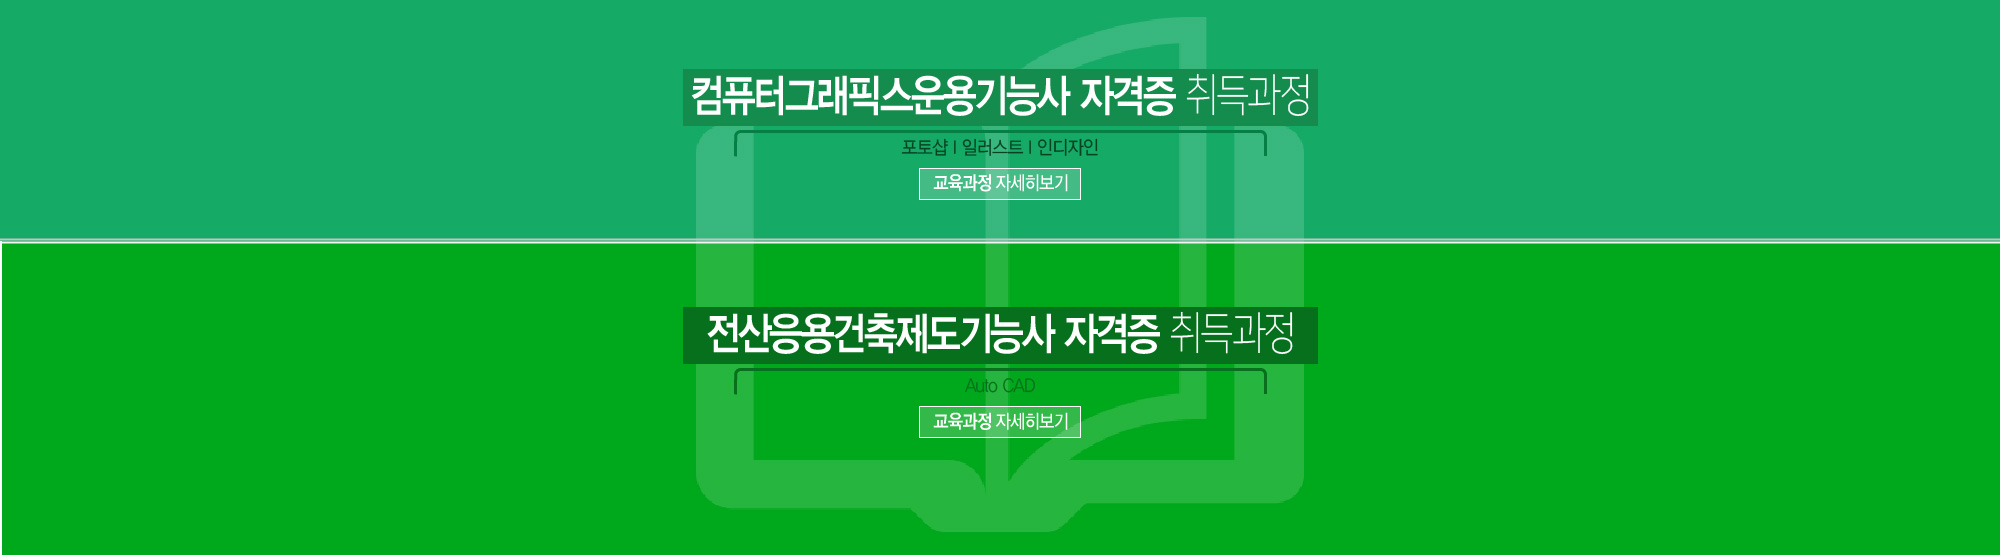 컴퓨터그래픽스운용기능사 자격증 취득과정
포토샵 | 일러스트 | 인디자인
교육과정 자세히보기
전산응용건축제도기능사 자격증 취득과정
Auto CAD
교육과정 자세히보기